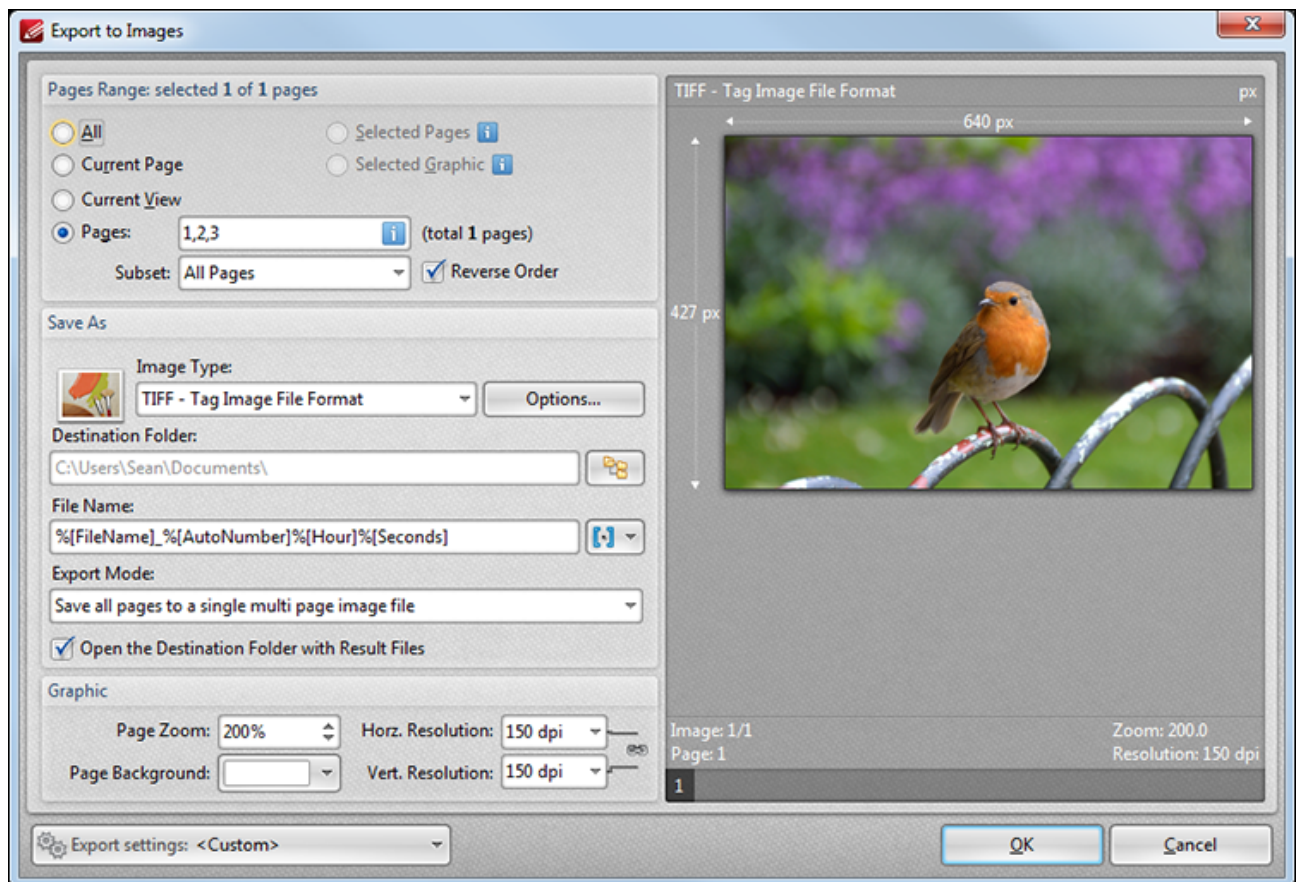 Export to Images
Pages Range: selected 1 of 1 pages
All
Selected Pages
Current Page
Selected Graphic
Current View
Pages: 1,2,3 (total 1 pages)
Subset: All Pages Reverse Order
Save As
Image Type:
TIFF - Tag Image File Format Options...
Destination Folder:
C:\Users\Sean\Documents\
File Name:
%[FileName]_%[AutoNumber]%[Hour]%[Seconds]
Export Mode:
Save all pages to a single multi page image file
Open the Destination Folder with Result Files
Graphic
Page Zoom: 200% Horz. Resolution: 150 dpi
Page Background: Vert. Resolution: 150 dpi
TIFF - Tag Image File Format px
640 px
427 px
Image: 1/1 Zoom: 200.0
Page: 1 Resolution: 150 dpi
1
Export settings: <Custom> OK Cancel